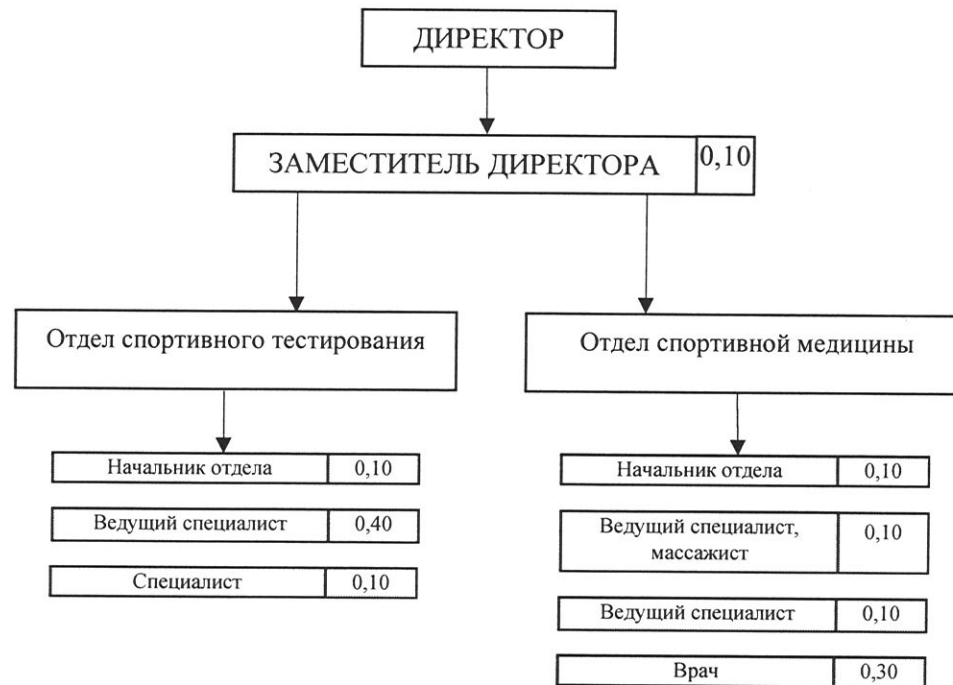 ДИРЕКТОР
ЗАМЕСТИТЕЛЬ ДИРЕКТОРА 0,10
Отдел спортивного тестирования
Начальник отдела 0,10
Ведущий специалист 0,40
Специалист 0,10
Отдел спортивной медицины
Начальник отдела 0,10
Ведущий специалист, 0,10
массажист
Ведущий специалист 0,10
Врач 0,30